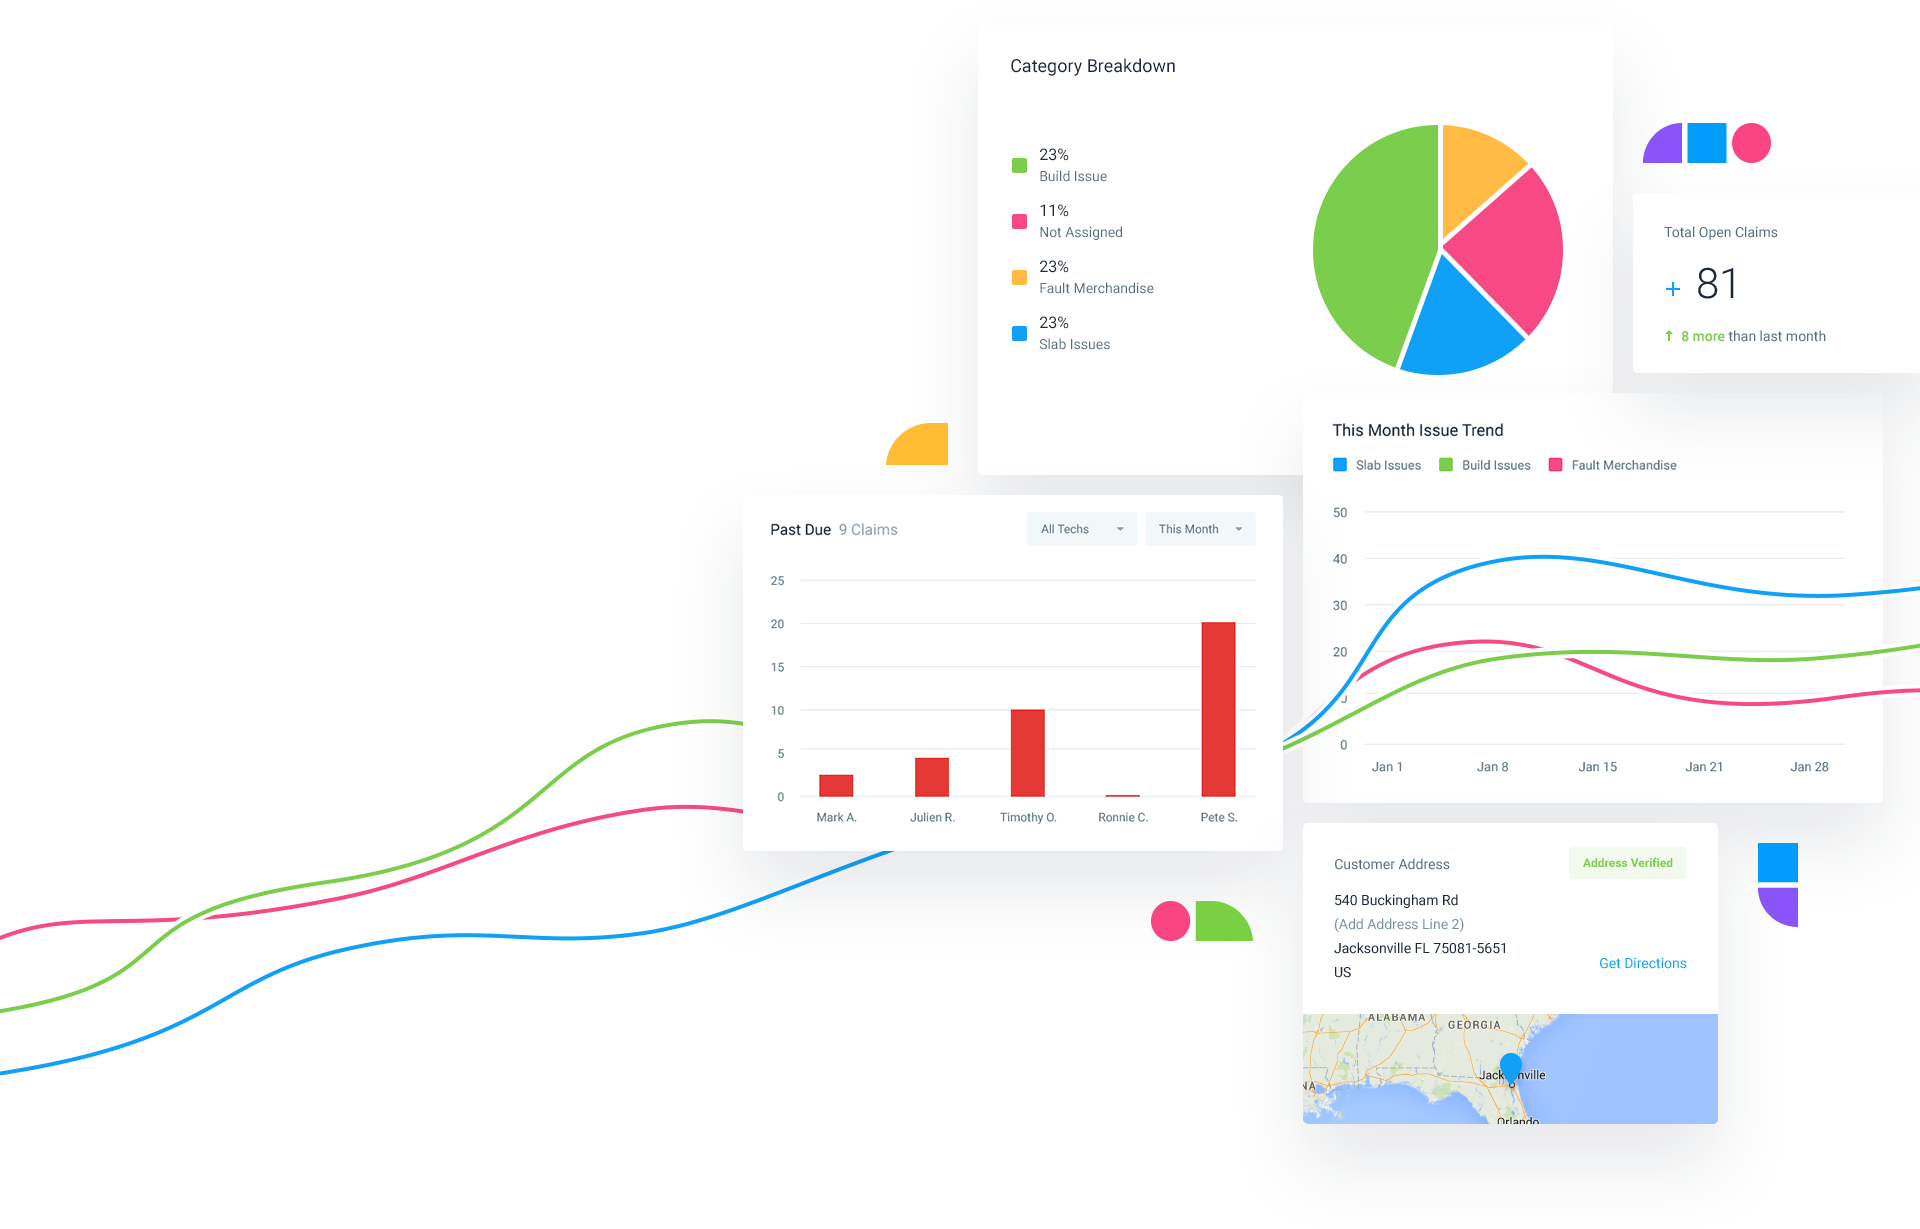 Category Breakdown
23%
Build Issue
11%
Not Assigned
23%
Fault Merchandise
23%
Slab Issues
Total Open Claims
+ 81
↑ 8 more than last month
This Month Issue Trend
Slab Issues Build Issues Fault Merchandise
50
40
30
20
0
Jan 1 Jan 8 Jan 15 Jan 21 Jan 28
Past Due 9 Claims
All Techs This Month
25
20
15
10
5
0
Mark A. Julien R. Timothy O. Ronnie C. Pete S.
Customer Address
Address Verified
540 Buckingham Rd
(Add Address Line 2)
Jacksonville FL 75081-5651
US
Get Directions
ALABAMA
GEORGIA
Orlando